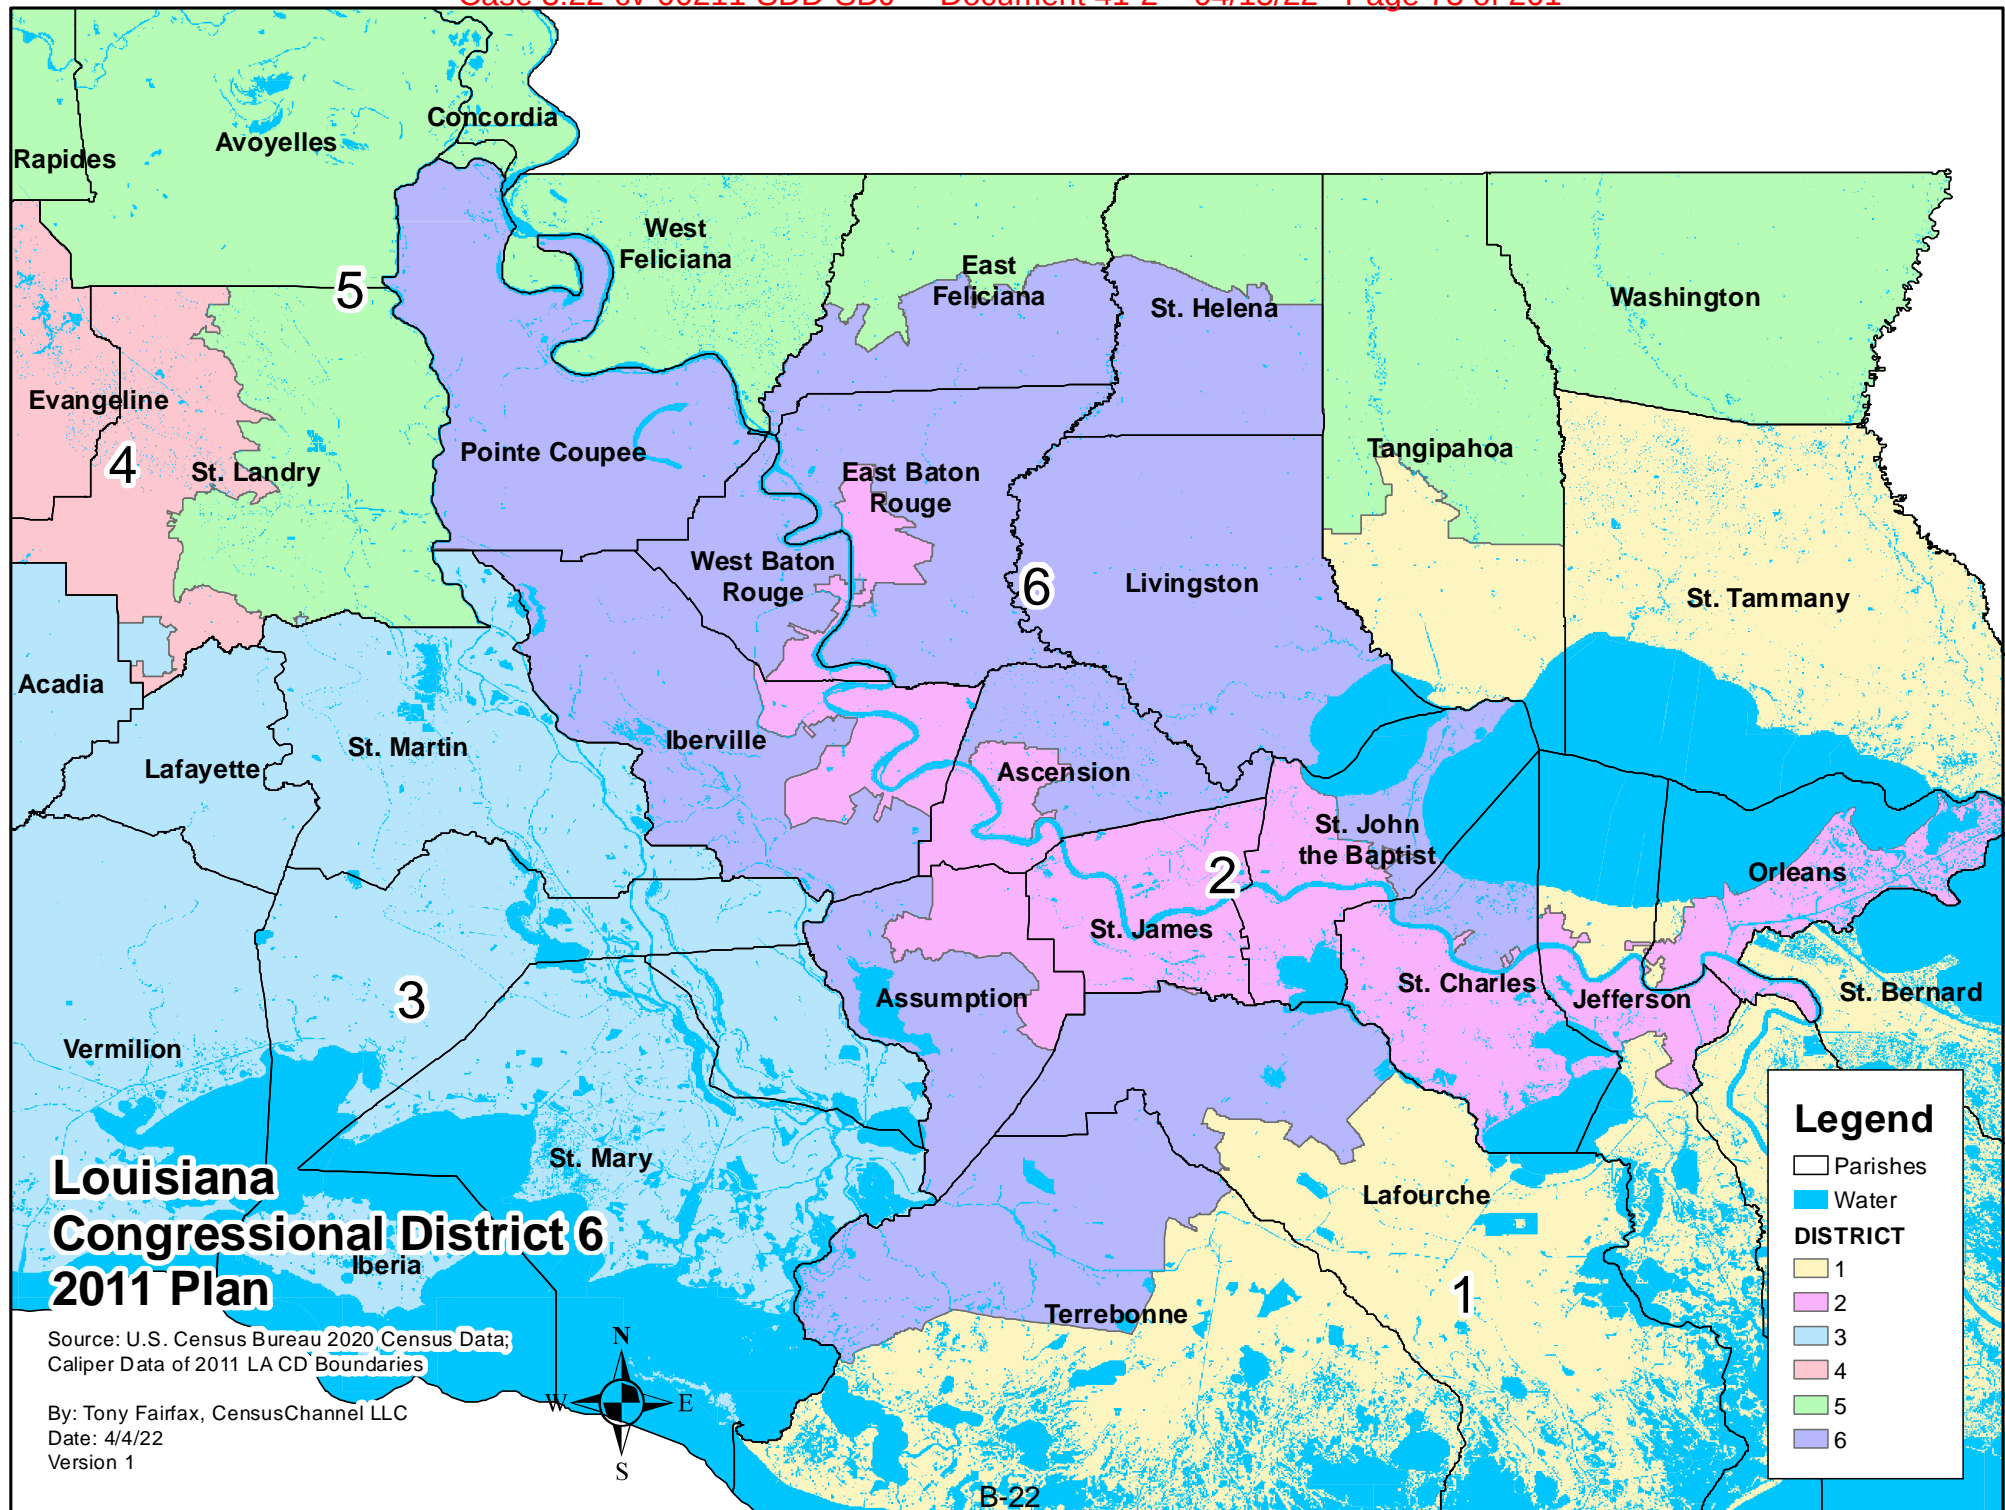 Concordia
Avoyelles
Rapides
West
Feliciana
East
Feliciana
5
St. Helena
Washington
Evangeline
4
St. Landry
Pointe Coupee
East Baton
Rouge
Tangipahoa
West Baton
Rouge
6
Livingston
St. Tammany
Acadia
St. Martin
Lafayette
Iberville
Ascension
St. John
the Baptist
2
Orleans
St. James
3
Assumption
St. Charles
Jefferson
St. Bernard
Vermilion
St. Mary
Lafourche
Iberia
Terrebonne
1
Louisiana
Congressional District 6
2011 Plan
Source: U.S. Census Bureau 2020 Census Data;
Caliper Data of 2011 LA CD Boundaries
By: Tony Fairfax, CensusChannel LLC
Date: 4/4/22
Version 1
N
W
E
S
Legend
Parishes
Water
DISTRICT
1
2
3
4
5
6
B-22